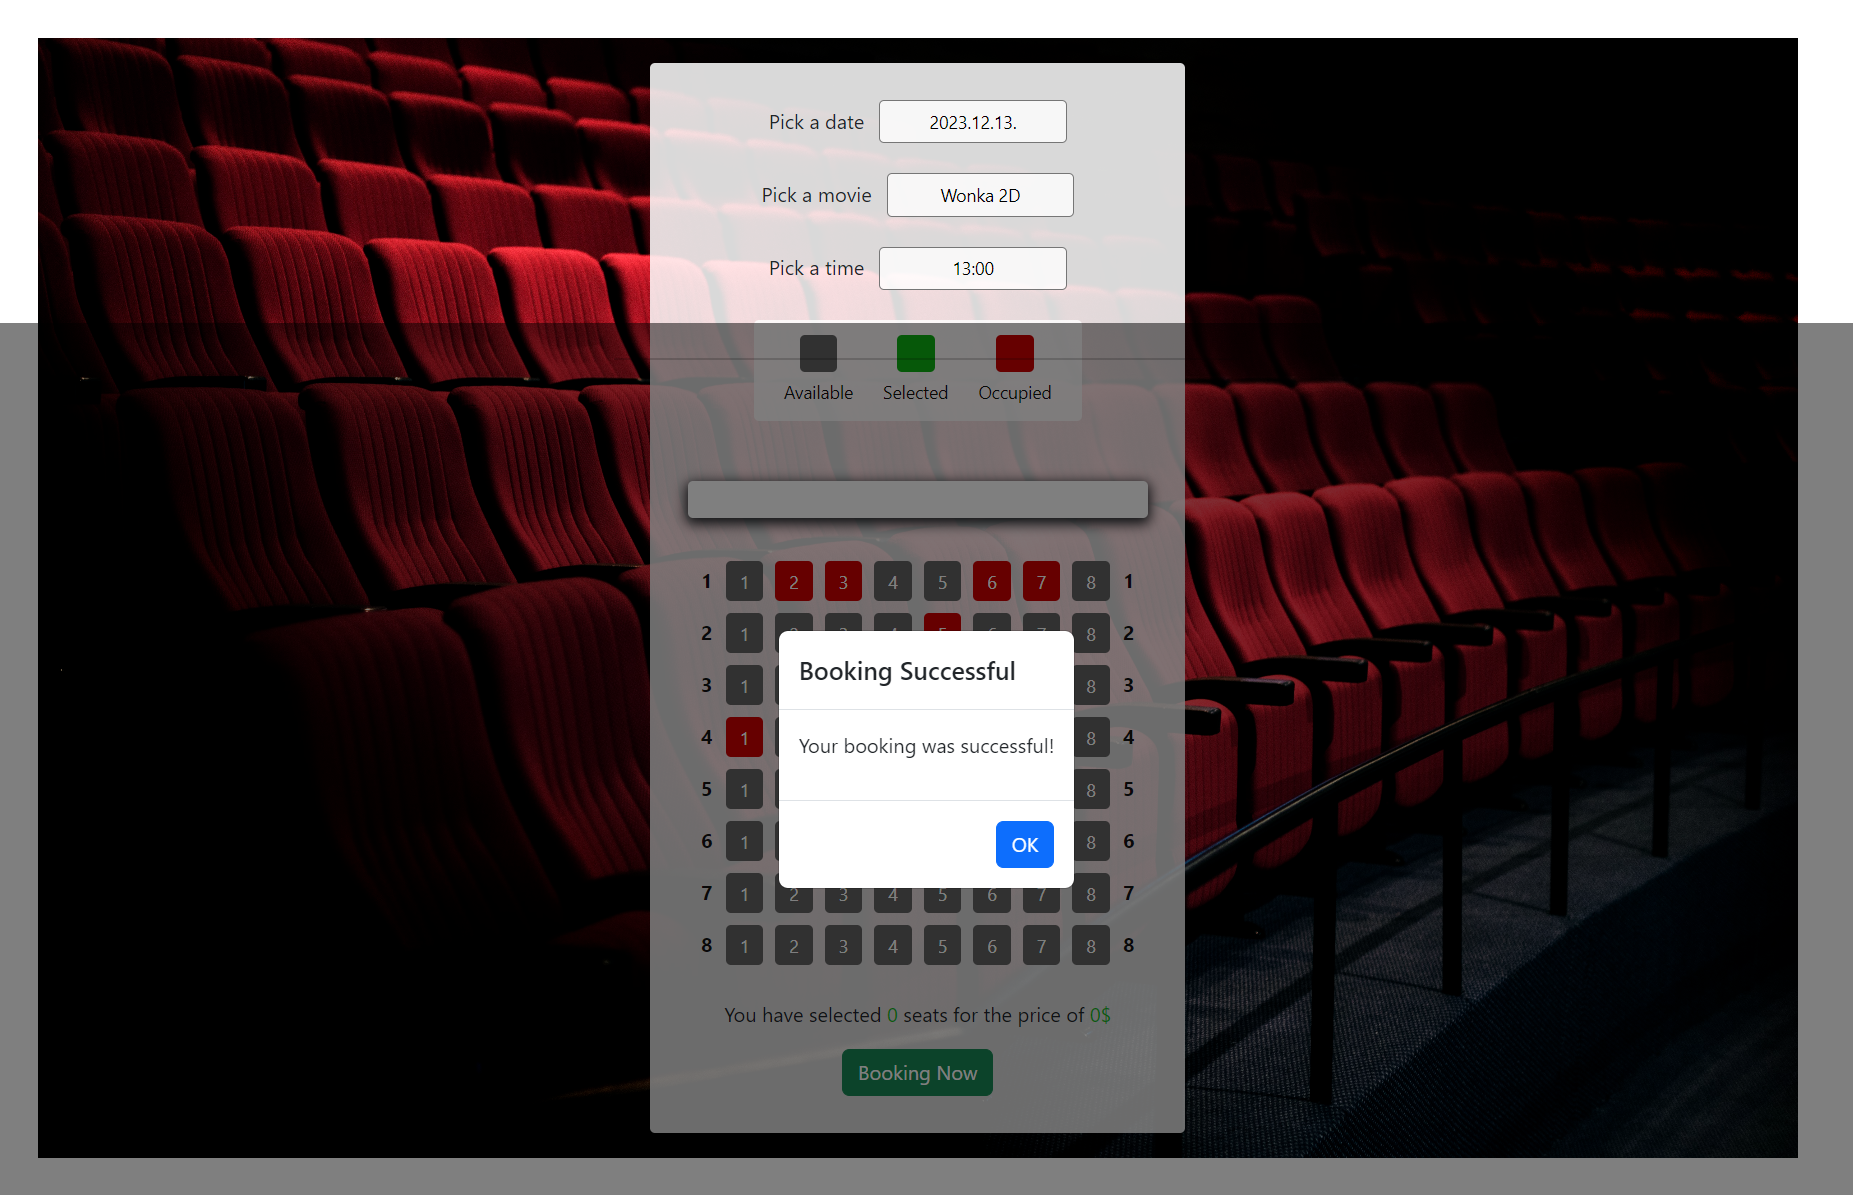 Pick a date 2023.12.13.
Pick a movie Wonka 2D
Pick a time 13:00
Available Selected Occupied
1 1 2 3 4 5 6 7 8 1
2 1 5 8 2
3 1 8 3
Booking Successful
4 1 8 4
Your booking was successful!
5 1 8 5
6 1 8 6
OK
7 1 2 3 4 5 6 7 8 7
8 1 2 3 4 5 6 7 8 8
You have selected 0 seats for the price of 0$
Booking Now